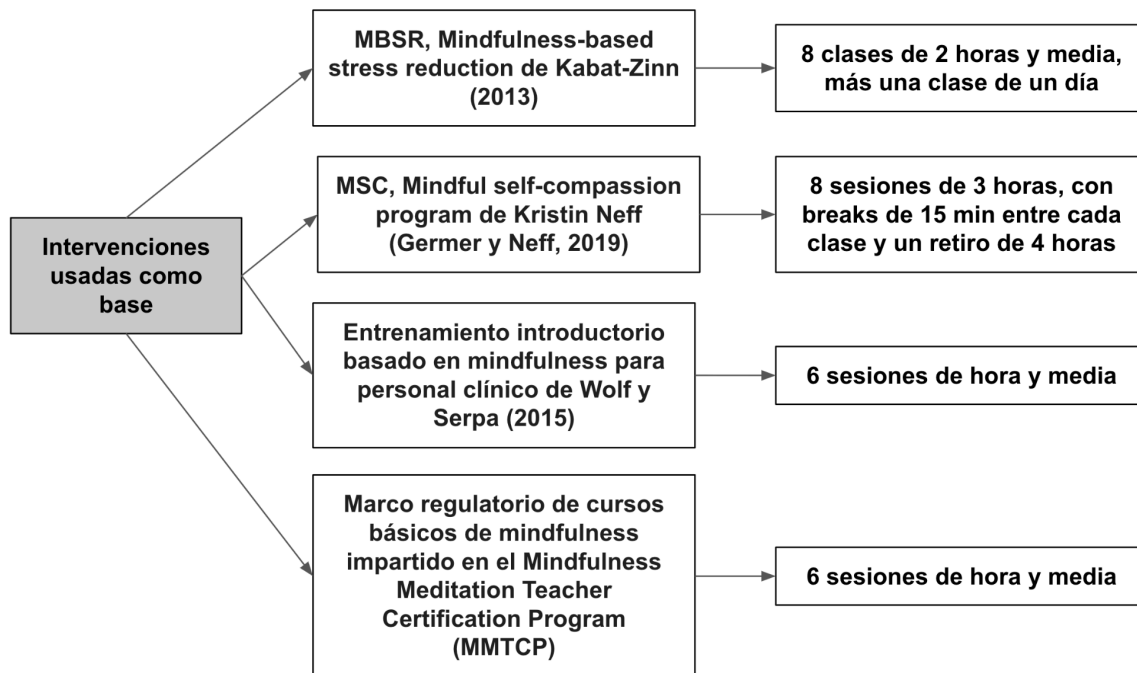 MBSR, Mindfulness-based
stress reduction de Kabat-Zinn
(2013)
8 clases de 2 horas y media,
más una clase de un día
MSC, Mindful self-compassion
program de Kristin Neff
(Germer y Neff, 2019)
8 sesiones de 3 horas, con
breaks de 15 min entre cada
clase y un retiro de 4 horas
Intervenciones
usadas como
base
Entrenamiento introductorio
basado en mindfulness para
personal clínico de Wolf y
Serpa (2015)
6 sesiones de hora y media
Marco regulatorio de cursos
básicos de mindfulness
impartido en el Mindfulness
Meditation Teacher
Certification Program
(MMTCP)
6 sesiones de hora y media